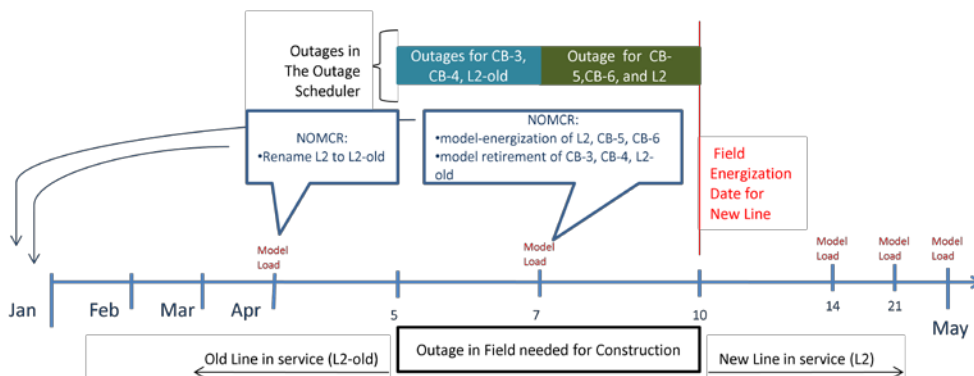 Outages in
The Outage
Scheduler
Outages for CB-3,
CB-4, L2-old
Outage for CB-
5,CB-6, and L2
NOMCR:
•Rename L2 to L2-old
NOMCR:
•model-energization of L2, CB-5, CB-6
•model retirement of CB-3, CB-4, L2-
old
Field
Energization
Date for
New Line
Model
Load
Model
Load
Model
Load
Model
Load
Model
Load
Jan
Feb
Mar
Apr
5
7
10
14
21
May
Old Line in service (L2-old)
Outage in Field needed for Construction
New Line in service (L2)